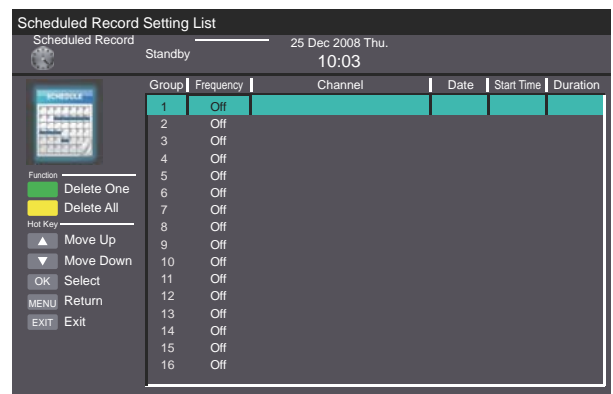 Scheduled Record Setting List
Scheduled Record
Standby
25 Dec 2008 Thu.
10:03
Group Frequency Channel Date Start Time Duration
SCHEDULE
1 Off
2 Off
3 Off
4 Off
5 Off
6 Off
7 Off
8 Off
9 Off
10 Off
11 Off
12 Off
13 Off
14 Off
15 Off
16 Off
Function
Delete One
Delete All
Hot Key
Move Up
Move Down
OK Select
MENU Return
EXIT Exit